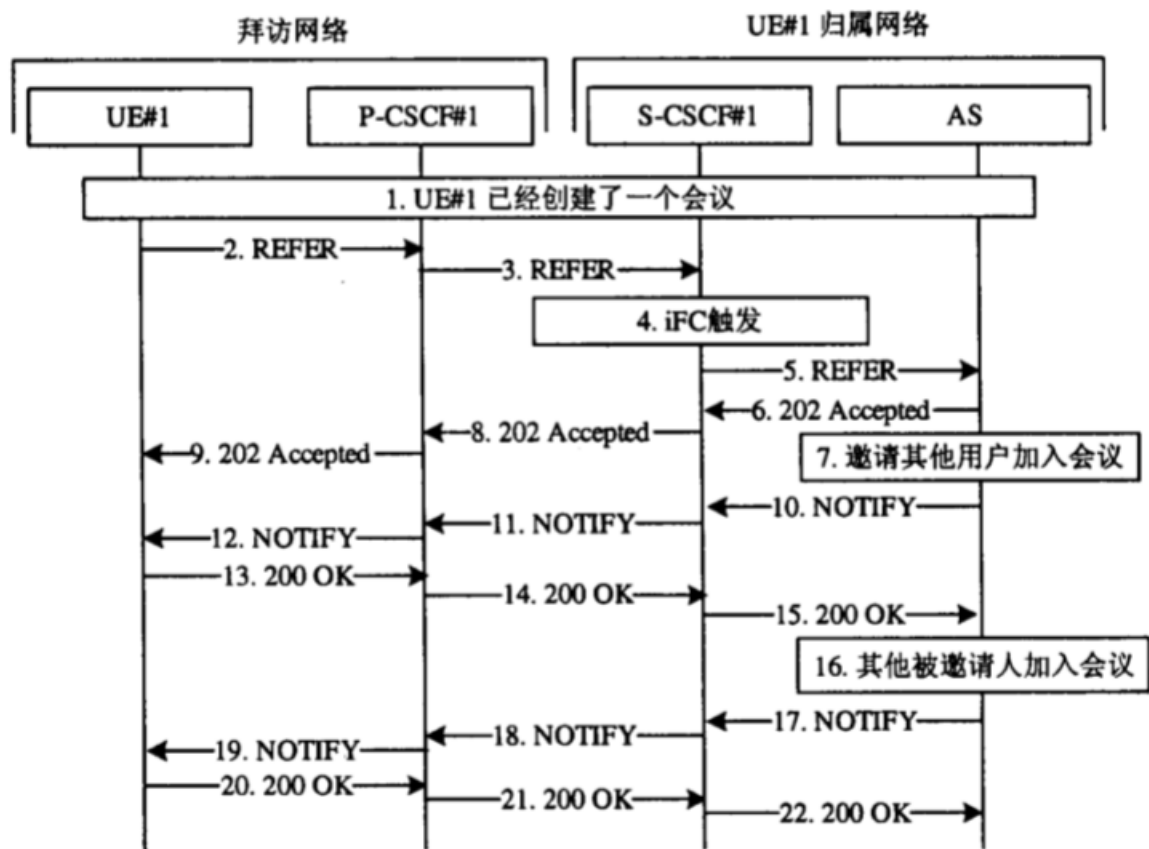 拜访网络
UE#1 归属网络
UE#1
P-CSCF#1
S-CSCF#1
AS
1. UE#1 已经创建了一个会议
2. REFER
3. REFER
4. iFC触发
5. REFER
6. 202 Accepted
8. 202 Accepted
9. 202 Accepted
7. 邀请其他用户加入会议
10. NOTIFY
11. NOTIFY
12. NOTIFY
13. 200 OK
14. 200 OK
15. 200 OK
16. 其他被邀请人加入会议
17. NOTIFY
18. NOTIFY
19. NOTIFY
20. 200 OK
21. 200 OK
22. 200 OK